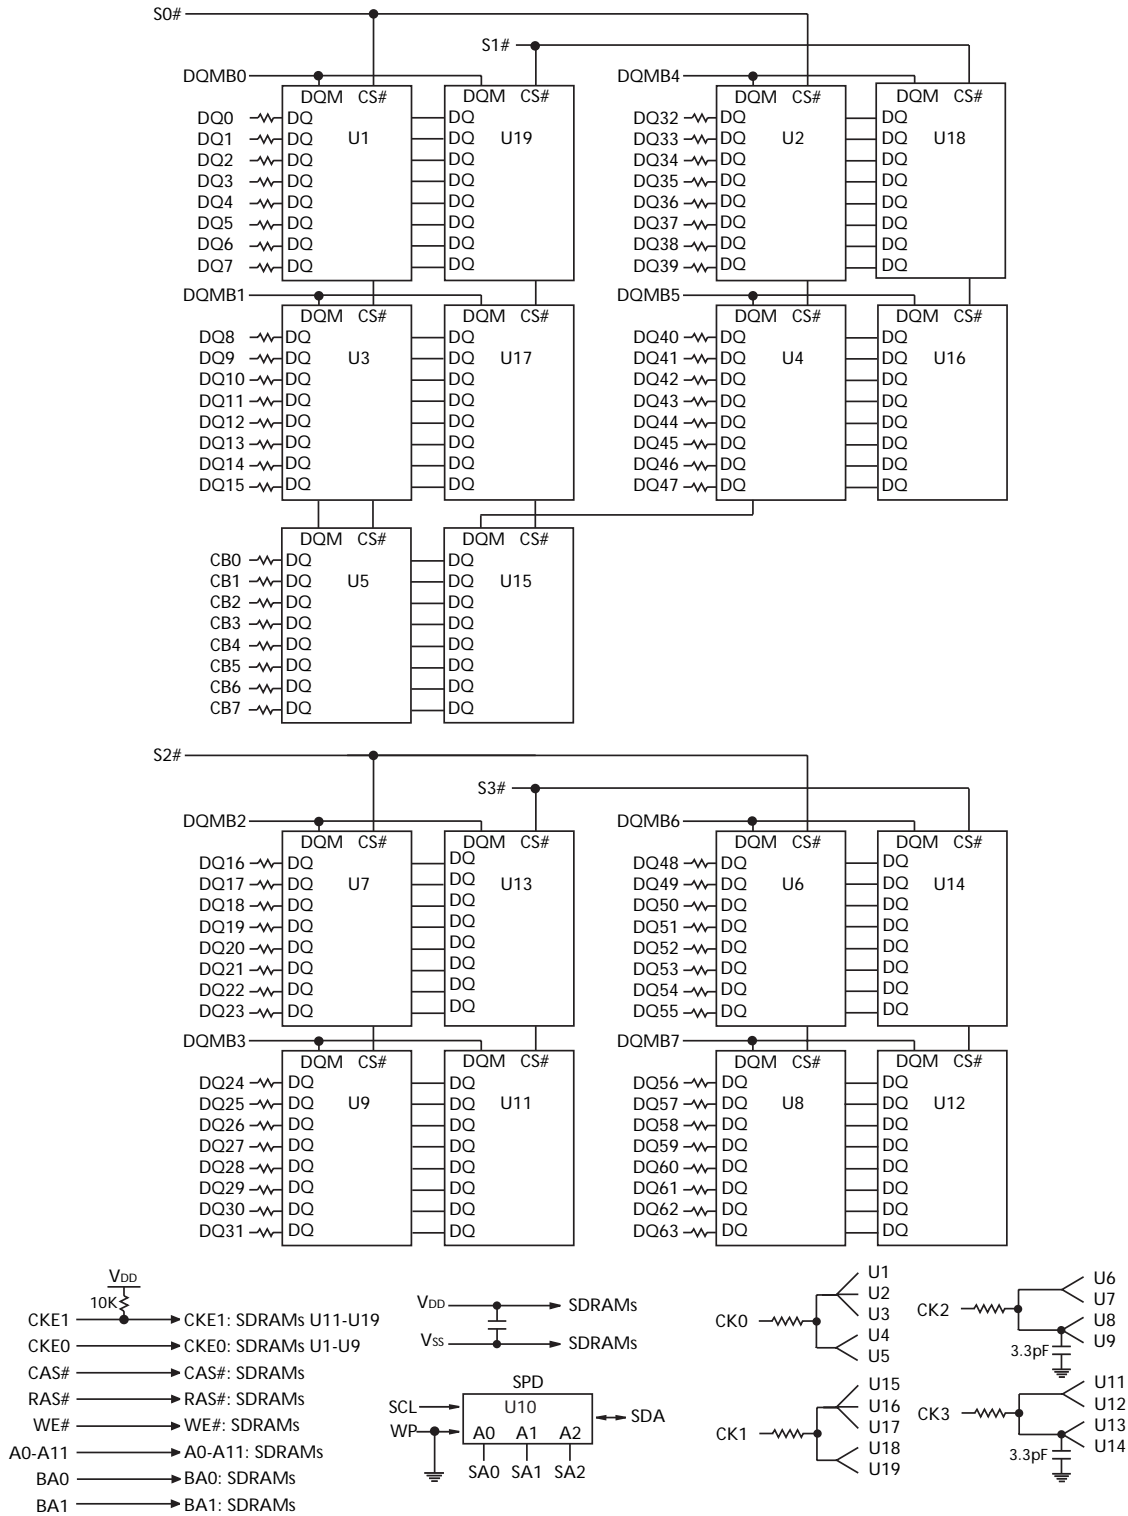 S0#
S1#
DQMB0
DQMB4
DQM CS#
DQM CS#
DQM CS#
DQM CS#
DQ0 DQ DQ DQ32 DQ DQ
DQ1 DQ U1 DQ U19 DQ33 DQ U2 DQ U18
DQ2 DQ DQ DQ34 DQ DQ
DQ3 DQ DQ DQ35 DQ DQ
DQ4 DQ DQ DQ36 DQ DQ
DQ5 DQ DQ DQ37 DQ DQ
DQ6 DQ DQ DQ38 DQ DQ
DQ7 DQ DQ DQ39 DQ DQ
DQMB1
DQMB5
DQM CS#
DQM CS#
DQM CS#
DQM CS#
DQ8 DQ DQ DQ40 DQ DQ
DQ9 DQ U3 DQ U17 DQ41 DQ U4 DQ U16
DQ10 DQ DQ DQ42 DQ DQ
DQ11 DQ DQ DQ43 DQ DQ
DQ12 DQ DQ DQ44 DQ DQ
DQ13 DQ DQ DQ45 DQ DQ
DQ14 DQ DQ DQ46 DQ DQ
DQ15 DQ DQ DQ47 DQ DQ
DQM CS#
DQM CS#
CB0 DQ DQ
CB1 DQ U5 DQ U15
CB2 DQ DQ
CB3 DQ DQ
CB4 DQ DQ
CB5 DQ DQ
CB6 DQ DQ
CB7 DQ DQ
S2#
S3#
DQMB2
DQMB6
DQM CS#
DQM CS#
DQM CS#
DQM CS#
DQ16 DQ DQ DQ48 DQ DQ
DQ17 DQ U7 DQ U13 DQ49 DQ U6 DQ U14
DQ18 DQ DQ DQ50 DQ DQ
DQ19 DQ DQ DQ51 DQ DQ
DQ20 DQ DQ DQ52 DQ DQ
DQ21 DQ DQ DQ53 DQ DQ
DQ22 DQ DQ DQ54 DQ DQ
DQ23 DQ DQ DQ55 DQ DQ
DQMB3
DQMB7
DQM CS#
DQM CS#
DQM CS#
DQM CS#
DQ24 DQ DQ DQ56 DQ DQ
DQ25 DQ U9 DQ U11 DQ57 DQ U8 DQ U12
DQ26 DQ DQ DQ58 DQ DQ
DQ27 DQ DQ DQ59 DQ DQ
DQ28 DQ DQ DQ60 DQ DQ
DQ29 DQ DQ DQ61 DQ DQ
DQ30 DQ DQ DQ62 DQ DQ
DQ31 DQ DQ DQ63 DQ DQ
VDD
10K
CKE1 CKE1: SDRAMs U11-U19
CKE0 CKE0: SDRAMs U1-U9
CAS# CAS#: SDRAMs
RAS# RAS#: SDRAMs
WE# WE#: SDRAMs
A0-A11 A0-A11: SDRAMs
BA0 BA0: SDRAMs
BA1 BA1: SDRAMs
VDD SDRAMs
VSS SDRAMs
SPD
SCL U10
SDA
WP A0 A1 A2
SA0 SA1 SA2
CK0
U1
U2
U3
U4
U5
CK1
U15
U16
U17
U18
U19
CK2
U6
U7
U8
U9
3.3pF
CK3
U11
U12
U13
U14
3.3pF